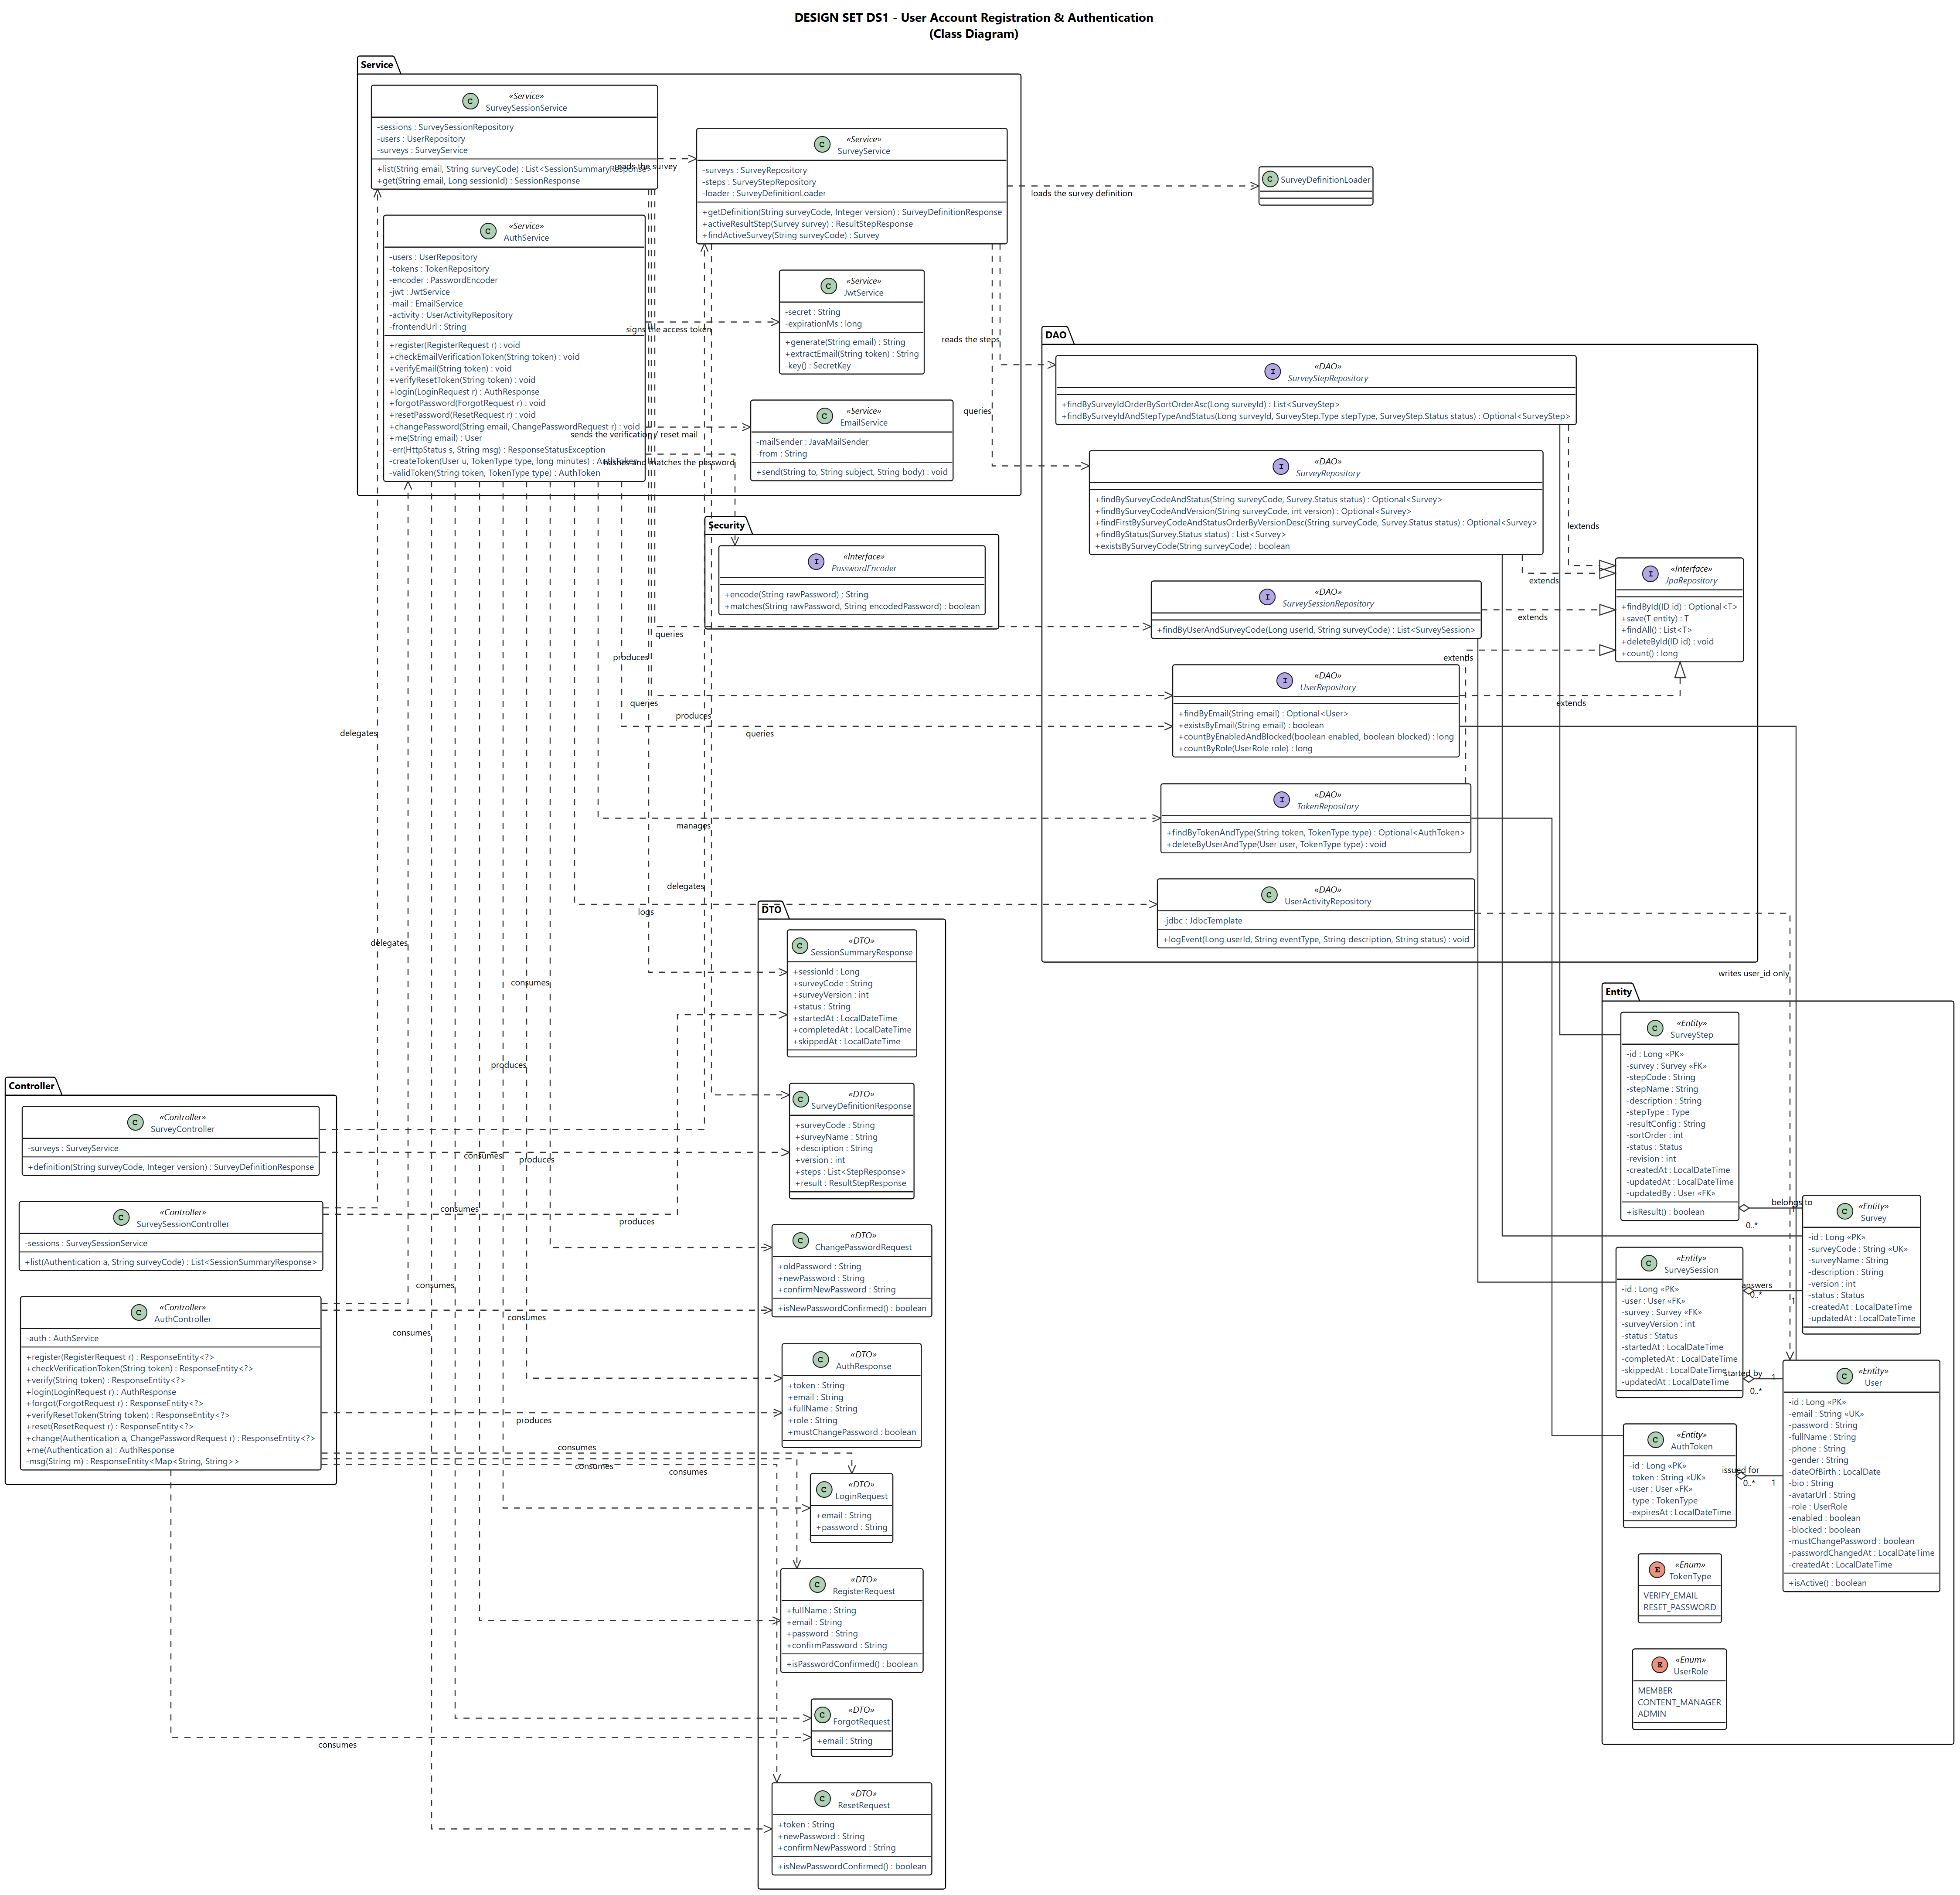 DESIGN SET DS1 - User Account Registration & Authentication
(Class Diagram)
Service
«Service»
SurveySessionService
-sessions : SurveySessionRepository
-users : UserRepository
-surveys : SurveyService
+list(String email, String surveyCode) : List<SessionSummaryResponse>
+get(String email, Long sessionId) : SessionResponse
reads the survey
«Service»
SurveyService
-surveys : SurveyRepository
-steps : SurveyStepRepository
-loader : SurveyDefinitionLoader
+getDefinition(String surveyCode, Integer version) : SurveyDefinitionResponse
+activeResultStep(Survey survey) : ResultStepResponse
+findActiveSurvey(String surveyCode) : Survey
loads the survey definition
SurveyDefinitionLoader
«Service»
AuthService
-users : UserRepository
-tokens : TokenRepository
-encoder : PasswordEncoder
-jwt : JwtService
-mail : EmailService
-activity : UserActivityRepository
-frontendUrl : String
+register(RegisterRequest r) : void
+checkEmailVerificationToken(String token) : void
+verifyEmail(String token) : void
+verifyResetToken(String token) : void
+login(LoginRequest r) : AuthResponse
+forgotPassword(ForgotRequest r) : void
+resetPassword(ResetRequest r) : void
+changePassword(String email, ChangePasswordRequest r) : void
+me(String email) : User
-err(HttpStatus s, String msg) : ResponseStatusException
-createToken(User u, TokenType type, long minutes) : AuthToken
-validToken(String token, TokenType type) : AuthToken
signs the access token
sends the verification / reset mail
hashes and matches the password
«Service»
JwtService
-secret : String
-expirationMs : long
+generate(String email) : String
+extractEmail(String token) : String
-key() : SecretKey
«Service»
EmailService
-mailSender : JavaMailSender
-from : String
+send(String to, String subject, String body) : void
reads the steps
queries
Security
«Interface»
PasswordEncoder
+encode(String rawPassword) : String
+matches(String rawPassword, String encodedPassword) : boolean
DAO
«DAO»
SurveyStepRepository
+findBySurveyIdOrderBySortOrderAsc(Long surveyId) : List<SurveyStep>
+findBySurveyIdAndStepTypeAndStatus(Long surveyId, SurveyStep.Type stepType, SurveyStep.Status status) : Optional<SurveyStep>
«DAO»
SurveyRepository
+findBySurveyCodeAndStatus(String surveyCode, Survey.Status status) : Optional<Survey>
+findBySurveyCodeAndVersion(String surveyCode, int version) : Optional<Survey>
+findFirstBySurveyCodeAndStatusOrderByVersionDesc(String surveyCode, Survey.Status status) : Optional<Survey>
+findByStatus(Survey.Status status) : List<Survey>
+existsBySurveyCode(String surveyCode) : boolean
extends
extends
«Interface»
JpaRepository
+findById(ID id) : Optional<T>
+save(T entity) : T
+findAll() : List<T>
+deleteById(ID id) : void
+count() : long
«DAO»
SurveySessionRepository
+findByUserAndSurveyCode(Long userId, String surveyCode) : List<SurveySession>
extends
extends
extends
queries
produces
queries
produces
queries
«DAO»
UserRepository
+findByEmail(String email) : Optional<User>
+existsByEmail(String email) : boolean
+countByEnabledAndBlocked(boolean enabled, boolean blocked) : long
+countByRole(UserRole role) : long
«DAO»
TokenRepository
+findByTokenAndType(String token, TokenType type) : Optional<AuthToken>
+deleteByUserAndType(User user, TokenType type) : void
manages
«DAO»
UserActivityRepository
-jdbc : JdbcTemplate
+logEvent(Long userId, String eventType, String description, String status) : void
delegates
delegates
logs
delegates
writes user_id only
DTO
«DTO»
SessionSummaryResponse
+sessionId : Long
+surveyCode : String
+surveyVersion : int
+status : String
+startedAt : LocalDateTime
+completedAt : LocalDateTime
+skippedAt : LocalDateTime
consumes
produces
«DTO»
SurveyDefinitionResponse
+surveyCode : String
+surveyName : String
+description : String
+version : int
+steps : List<StepResponse>
+result : ResultStepResponse
consumes
produces
consumes
produces
«DTO»
ChangePasswordRequest
+oldPassword : String
+newPassword : String
+confirmNewPassword : String
+isNewPasswordConfirmed() : boolean
consumes
consumes
consumes
«DTO»
AuthResponse
+token : String
+email : String
+fullName : String
+role : String
+mustChangePassword : boolean
produces
consumes
consumes
consumes
«DTO»
LoginRequest
+email : String
+password : String
«DTO»
RegisterRequest
+fullName : String
+email : String
+password : String
+confirmPassword : String
+isPasswordConfirmed() : boolean
«DTO»
ForgotRequest
+email : String
consumes
«DTO»
ResetRequest
+token : String
+newPassword : String
+confirmNewPassword : String
+isNewPasswordConfirmed() : boolean
Controller
«Controller»
SurveyController
-surveys : SurveyService
+definition(String surveyCode, Integer version) : SurveyDefinitionResponse
«Controller»
SurveySessionController
-sessions : SurveySessionService
+list(Authentication a, String surveyCode) : List<SessionSummaryResponse>
«Controller»
AuthController
-auth : AuthService
+register(RegisterRequest r) : ResponseEntity<?>
+checkVerificationToken(String token) : ResponseEntity<?>
+verify(String token) : ResponseEntity<?>
+login(LoginRequest r) : AuthResponse
+forgot(ForgotRequest r) : ResponseEntity<?>
+verifyResetToken(String token) : ResponseEntity<?>
+reset(ResetRequest r) : ResponseEntity<?>
+change(Authentication a, ChangePasswordRequest r) : ResponseEntity<?>
+me(Authentication a) : AuthResponse
-msg(String m) : ResponseEntity<Map<String, String>>
Entity
«Entity»
SurveyStep
-id : Long «PK»
-survey : Survey «FK»
-stepCode : String
-stepName : String
-description : String
-stepType : Type
-resultConfig : String
-sortOrder : int
-status : Status
-revision : int
-createdAt : LocalDateTime
-updatedAt : LocalDateTime
-updatedBy : User «FK»
+isResult() : boolean
belongs to
0..*
«Entity»
Survey
-id : Long «PK»
-surveyCode : String «UK»
-surveyName : String
-description : String
-version : int
-status : Status
-createdAt : LocalDateTime
-updatedAt : LocalDateTime
«Entity»
SurveySession
-id : Long «PK»
-user : User «FK»
-survey : Survey «FK»
-surveyVersion : int
-status : Status
-startedAt : LocalDateTime
-completedAt : LocalDateTime
-skippedAt : LocalDateTime
-updatedAt : LocalDateTime
answers
0..*
1
started by
0..*
1
«Entity»
User
-id : Long «PK»
-email : String «UK»
-password : String
-fullName : String
-phone : String
-gender : String
-dateOfBirth : LocalDate
-bio : String
-avatarUrl : String
-role : UserRole
-enabled : boolean
-blocked : boolean
-mustChangePassword : boolean
-passwordChangedAt : LocalDateTime
-createdAt : LocalDateTime
+isActive() : boolean
«Entity»
AuthToken
-id : Long «PK»
-token : String «UK»
-user : User «FK»
-type : TokenType
-expiresAt : LocalDateTime
issued for
0..*
1
«Enum»
TokenType
VERIFY_EMAIL
RESET_PASSWORD
«Enum»
UserRole
MEMBER
CONTENT_MANAGER
ADMIN